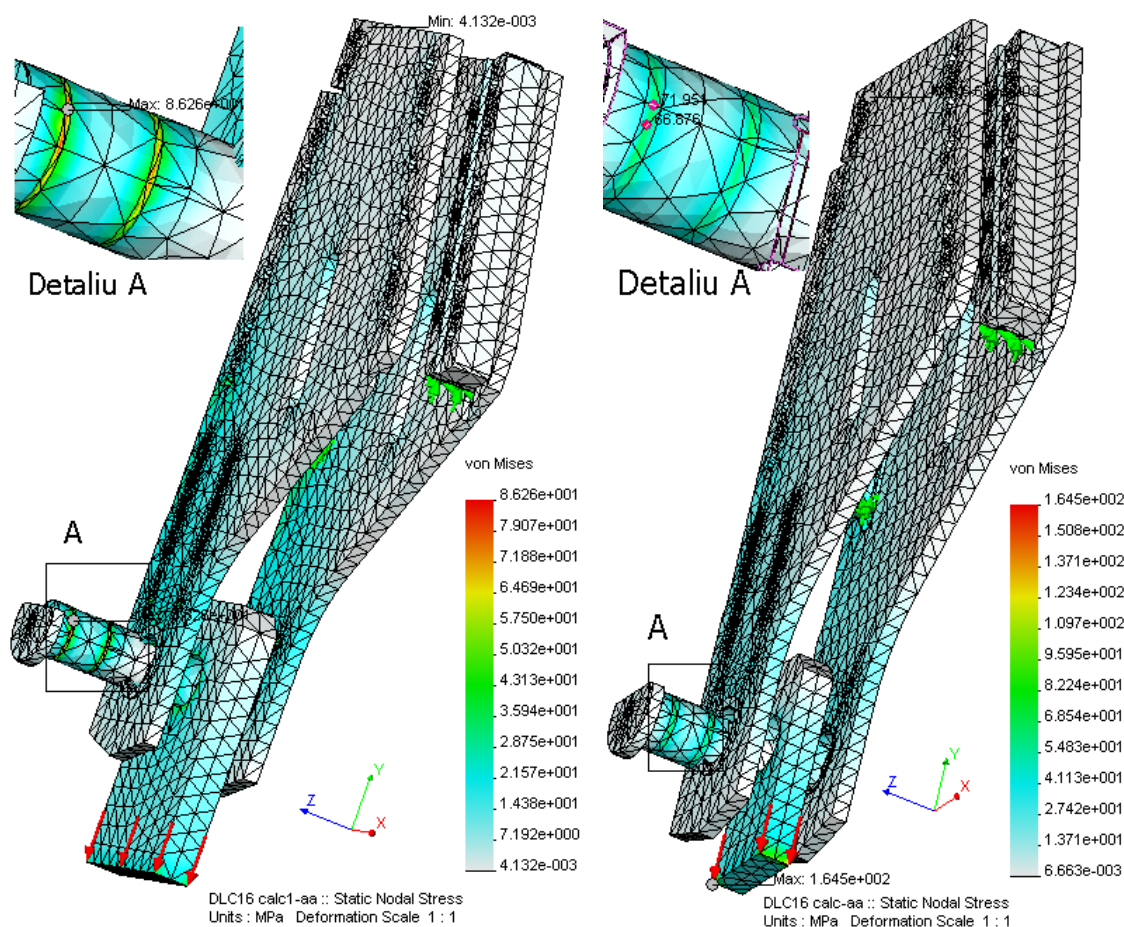 Min: 4.132e-003
Max: 8.626e+001
Detaliu A
A
von Mises
8.626e+001
7.907e+001
7.188e+001
6.469e+001
5.750e+001
5.032e+001
4.313e+001
3.594e+001
2.875e+001
2.157e+001
1.438e+001
7.192e+000
4.132e-003
Y
Z
X
DLC16 calc1-aa :: Static Nodal Stress
Units : MPa Deformation Scale 1 : 1
71.951
66.876
Detaliu A
A
von Mises
1.645e+002
1.508e+002
1.371e+002
1.234e+002
1.097e+002
9.595e+001
8.224e+001
6.854e+001
5.483e+001
4.113e+001
2.742e+001
1.371e+001
6.663e-003
Y
X
Z
Max: 1.645e+002
DLC16 calc-aa :: Static Nodal Stress
Units : MPa Deformation Scale 1 : 1